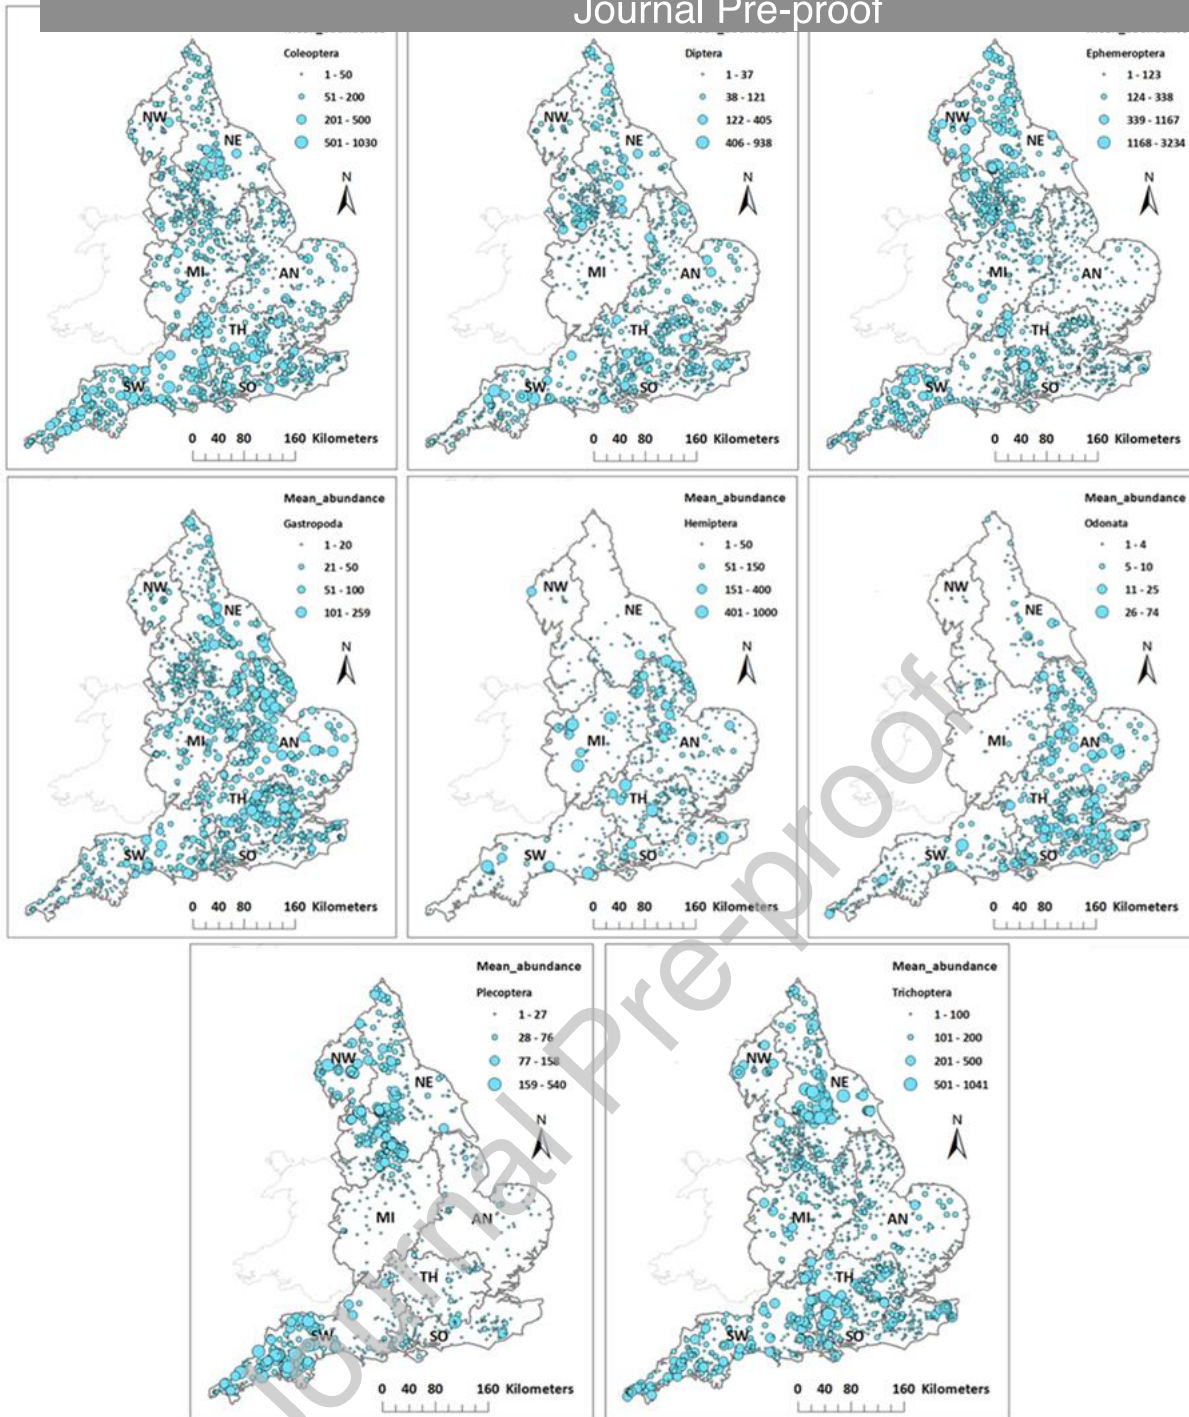 Journal Pre-proof
Coleoptera
1 - 50
51 - 200
201 - 500
501 - 1030
N
NW
NE
MI
AN
TH
SW
SO
0 40 80 160 Kilometers
Diptera
1 - 37
38 - 121
122 - 405
406 - 938
N
NW
NE
MI
AN
TH
SW
SO
0 40 80 160 Kilometers
Ephemeroptera
1 - 123
124 - 338
339 - 1167
1168 - 3234
N
NW
NE
MI
AN
TH
SW
SO
0 40 80 160 Kilometers
Mean_abundance
Gastropoda
1 - 20
21 - 50
51 - 100
101 - 259
N
NW
NE
MI
AN
TH
SW
SO
0 40 80 160 Kilometers
Mean_abundance
Hemiptera
1 - 50
51 - 150
151 - 400
401 - 1000
N
NW
NE
MI
AN
TH
SW
SO
0 40 80 160 Kilometers
Mean_abundance
Odonata
1 - 4
5 - 10
11 - 25
26 - 74
N
NW
NE
MI
AN
TH
SW
SO
0 40 80 160 Kilometers
Mean_abundance
Plecoptera
1 - 27
28 - 76
77 - 158
159 - 540
N
NW
NE
MI
AN
TH
SW
SO
0 40 80 160 Kilometers
Mean_abundance
Trichoptera
1 - 100
101 - 200
201 - 500
501 - 1041
N
NW
NE
MI
AN
TH
SW
SO
0 40 80 160 Kilometers
Journal Pre-proof